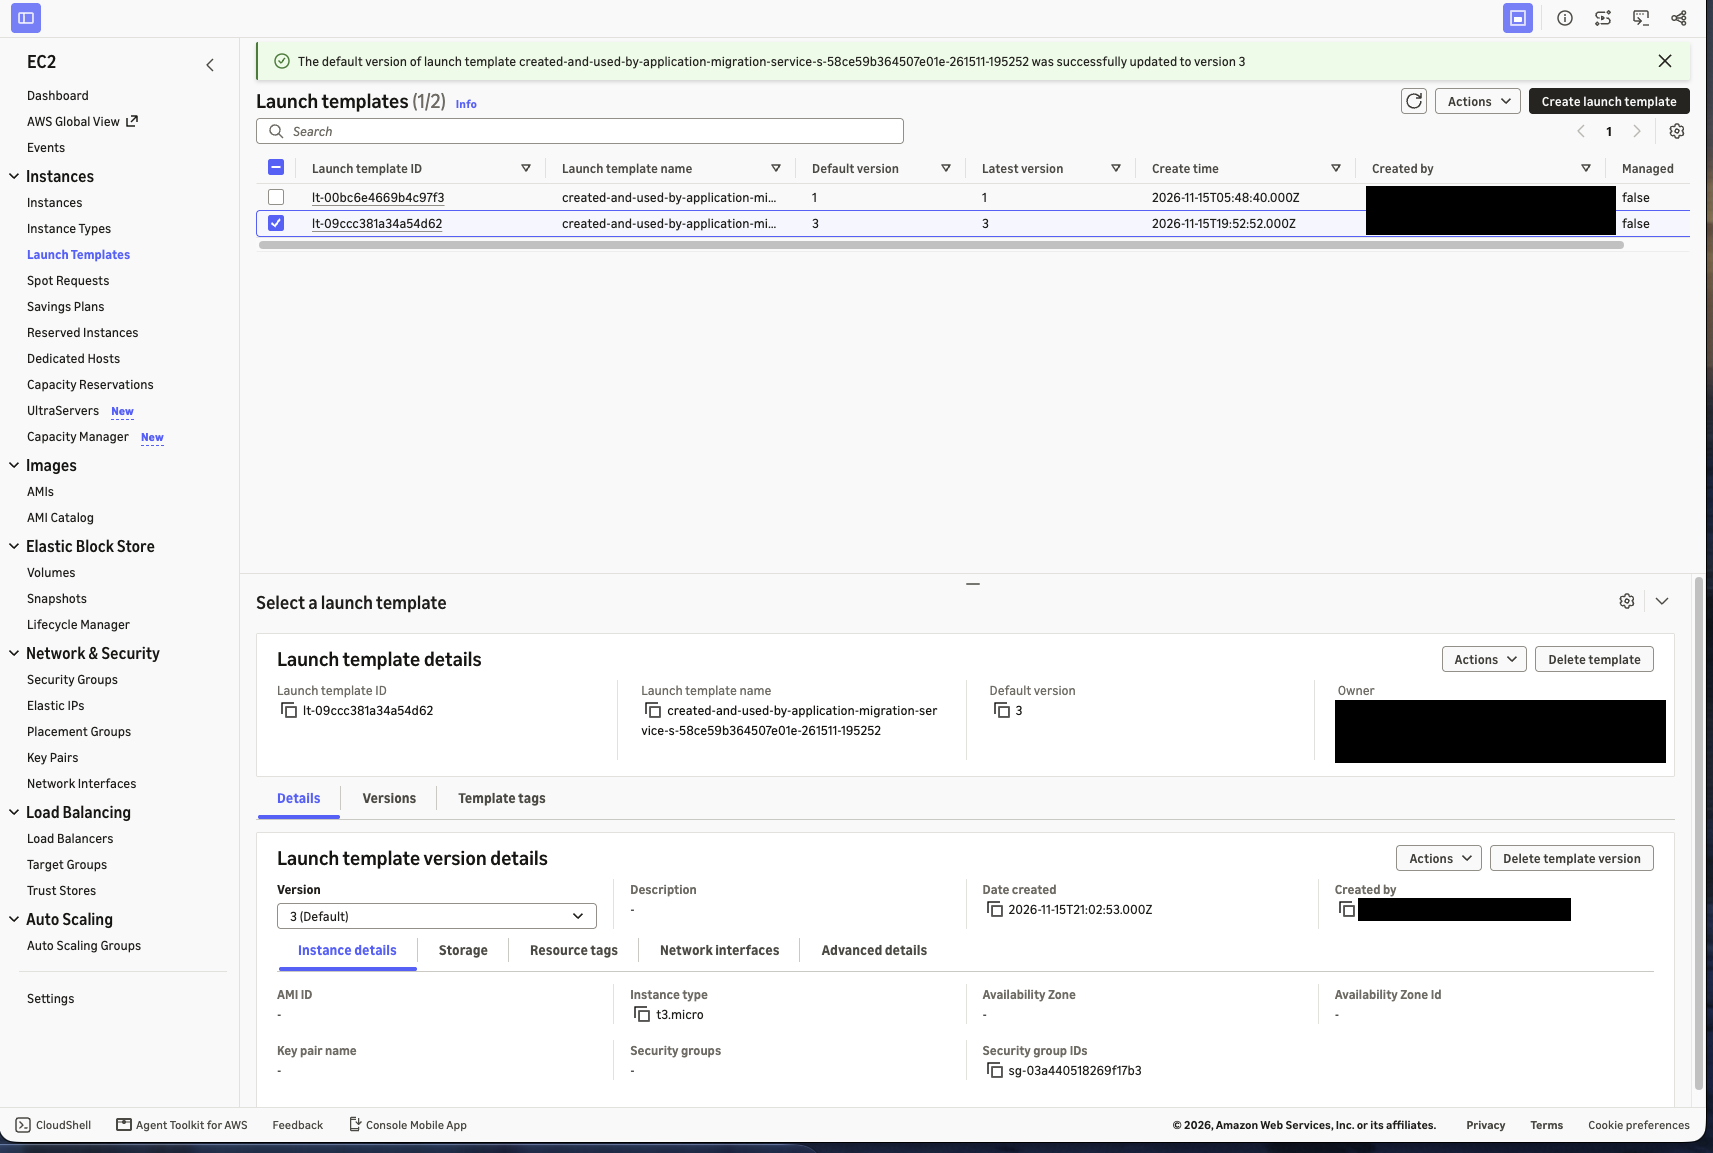 EC2
Dashboard
AWS Global View
Events
Instances
Instances
Instance Types
Launch Templates
Spot Requests
Savings Plans
Reserved Instances
Dedicated Hosts
Capacity Reservations
UltraServers New
Capacity Manager New
Images
AMIs
AMI Catalog
Elastic Block Store
Volumes
Snapshots
Lifecycle Manager
Network & Security
Security Groups
Elastic IPs
Placement Groups
Key Pairs
Network Interfaces
Load Balancing
Load Balancers
Target Groups
Trust Stores
Auto Scaling
Auto Scaling Groups
Settings
The default version of launch template created-and-used-by-application-migration-service-s-58ce59b364507e01e-261511-195252 was successfully updated to version 3
Launch templates (1/2) Info
Actions Create launch template
Search
1
Launch template ID Launch template name Default version Latest version Create time Created by Managed
lt-00bc6e4669b4c97f3 created-and-used-by-application-mi... 1 1 2026-11-15T05:48:40.000Z false
lt-09ccc381a34a54d62 created-and-used-by-application-mi... 3 3 2026-11-15T19:52:52.000Z false
Select a launch template
Launch template details
Actions Delete template
Launch template ID Launch template name Default version Owner
lt-09ccc381a34a54d62 created-and-used-by-application-migration-ser 3
vice-s-58ce59b364507e01e-261511-195252
Details Versions Template tags
Launch template version details
Actions Delete template version
Version Description Date created Created by
3 (Default) - 2026-11-15T21:02:53.000Z
Instance details Storage Resource tags Network interfaces Advanced details
AMI ID Instance type Availability Zone Availability Zone Id
- t3.micro - -
Key pair name Security groups Security group IDs
- - sg-03a440518269f17b3
CloudShell Agent Toolkit for AWS Feedback Console Mobile App
© 2026, Amazon Web Services, Inc. or its affiliates. Privacy Terms Cookie preferences